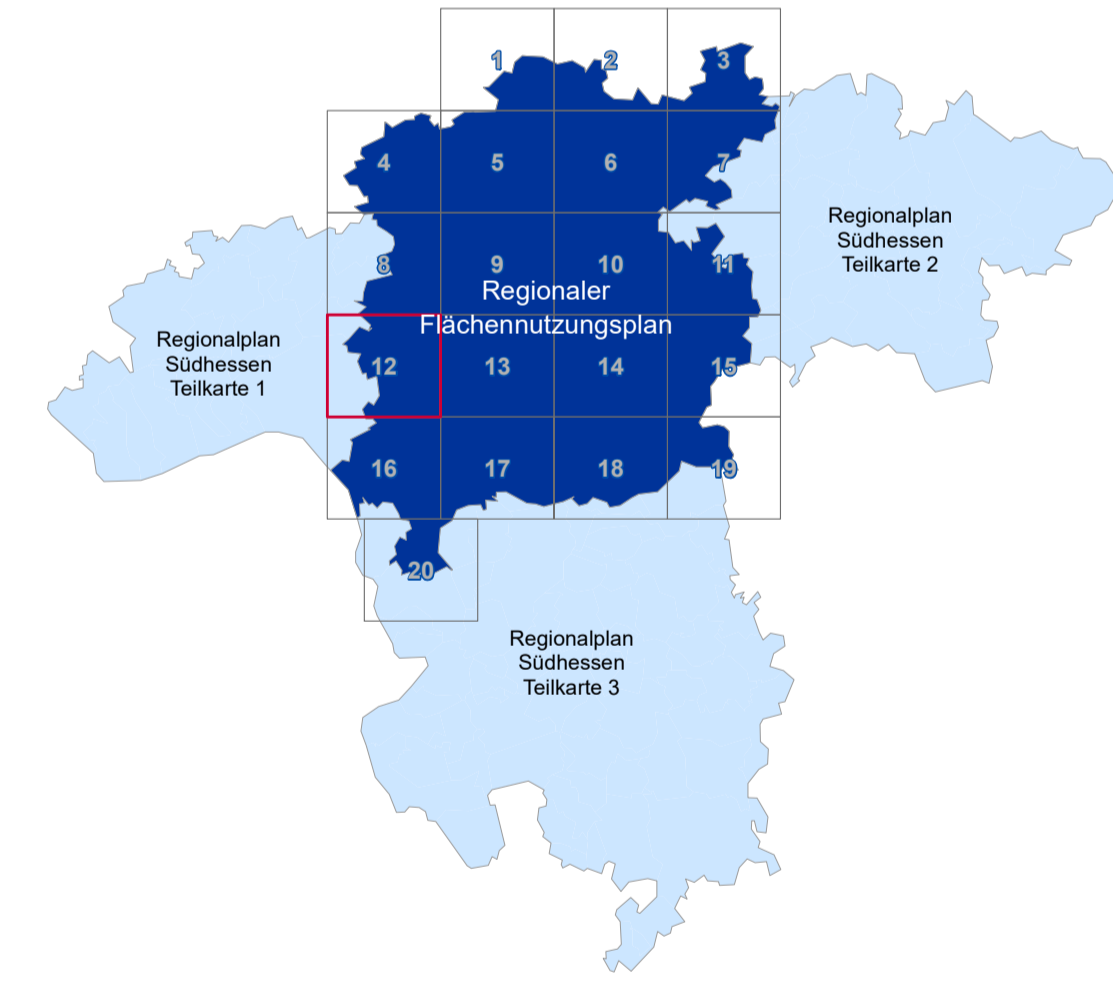 1
2
3
4
5
6
7
Regionalplan
Südhessen
Teilkarte 2
8
9
10
11
Regionaler
Flächennutzungsplan
Regionalplan
Südhessen
Teilkarte 1
12
13
14
15
16
17
18
19
20
Regionalplan
Südhessen
Teilkarte 3